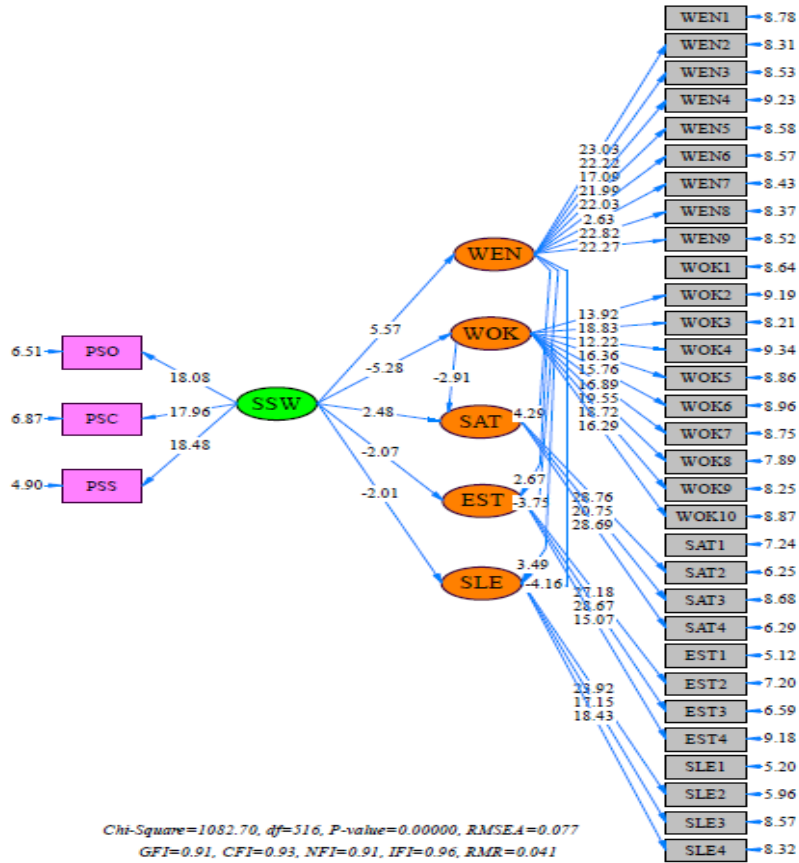 WEN1 8.78
WEN2 8.31
WEN3 8.53
WEN4 9.23
WEN5 8.58
WEN6 8.57
WEN7 8.43
WEN8 8.37
WEN9 8.52
WOK1 8.64
WOK2 9.19
WOK3 8.21
WOK4 9.34
WOK5 8.86
WOK6 8.96
WOK7 8.75
WOK8 7.89
WOK9 8.25
WOK10 8.87
SAT1 7.24
SAT2 6.25
SAT3 8.68
SAT4 6.29
EST1 5.12
EST2 7.20
EST3 6.59
EST4 9.18
SLE1 5.20
SLE2 5.96
SLE3 8.57
SLE4 8.32
23.03
22.22
17.09
21.99
22.03
2.63
22.82
22.27
13.92
18.83
12.22
16.36
15.76
16.89
19.55
18.72
16.29
28.76
20.75
28.69
27.18
28.67
15.07
23.92
17.15
18.43
WEN
WOK
SAT
EST
SLE
4.29
2.67
-3.75
3.49
-4.16
5.57
-5.28
-2.91
2.48
-2.07
-2.01
SSW
18.08
17.96
18.48
6.51 PSO
6.87 PSC
4.90 PSS
Chi-Square=1082.70, df=516, P-value=0.00000, RMSEA=0.077
GFI=0.91, CFI=0.93, NFI=0.91, IFI=0.96, RMR=0.041